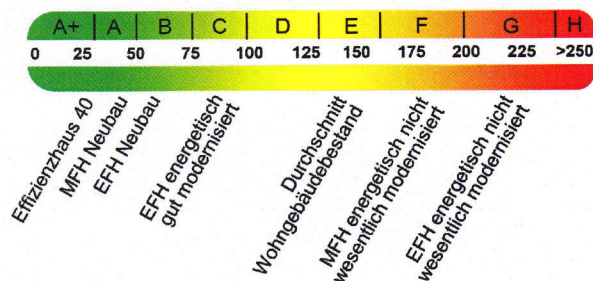 A+ A B C D E F G H
0 25 50 75 100 125 150 175 200 225 >250
Effizienzhaus 40
MFH Neubau
EFH Neubau
EFH energetisch
gut modernisiert
Durchschnitt
Wohngebäudebestand
MFH energetisch nicht
wesentlich modernisiert
EFH energetisch nicht
wesentlich modernisiert